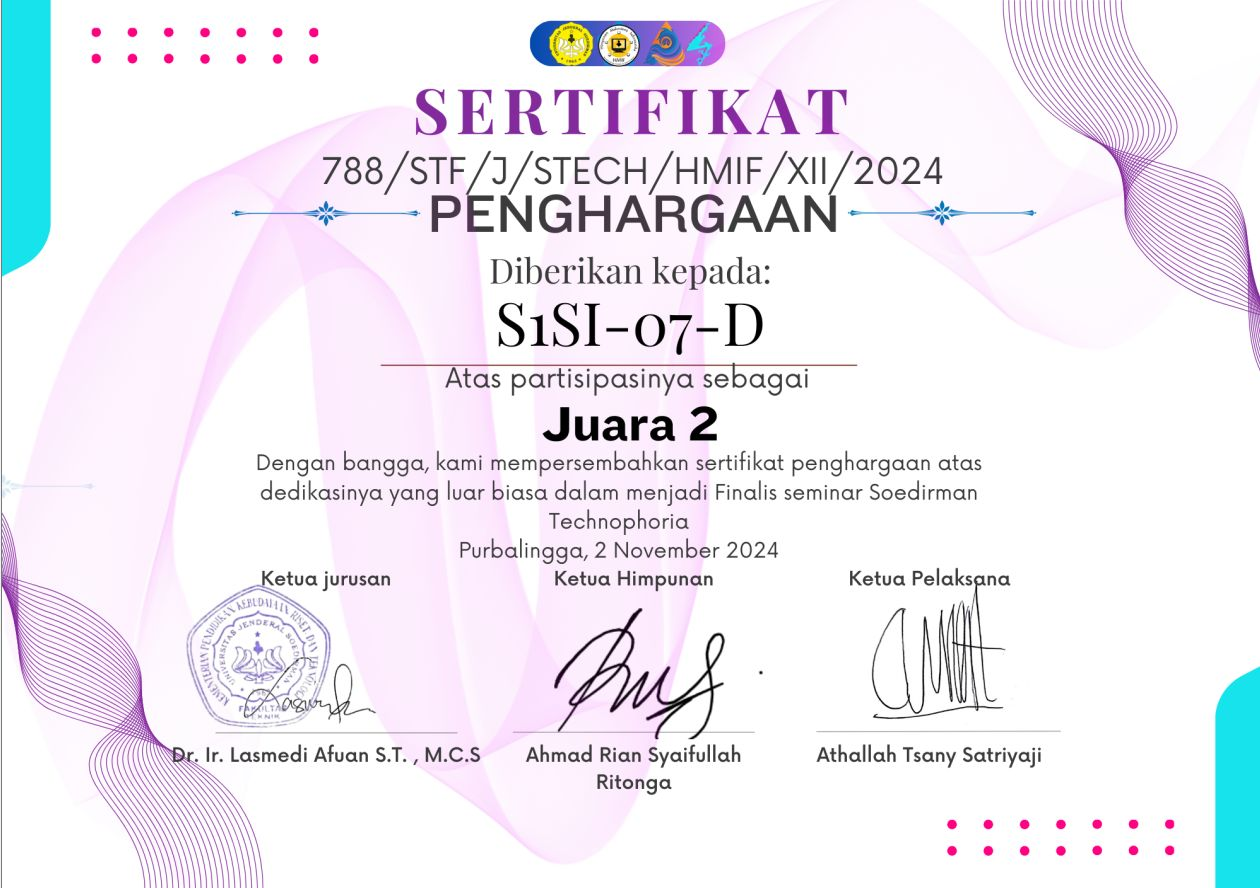 SERTIFIKAT
788/STF/J/STECH/HMIF/XII/2024
PENGHARGAAN
Diberikan kepada:
S1SI-07-D
Atas partisipasinya sebagai
Juara 2
Dengan bangga, kami mempersembahkan sertifikat penghargaan atas
dedikasinya yang luar biasa dalam menjadi Finalis seminar Soedirman
Technophoria
Purbalingga, 2 November 2024
Ketua jurusan
Ketua Himpunan
Ketua Pelaksana
KEMENTERIAN PENDIDIKAN KEBUDAYAAN RISET DAN TEKNOLOGI
UNIVERSITAS JENDERAL SOEDIRMAN
FAKULTAS
TEKNIK
Dr. Ir. Lasmedi Afuan S.T. , M.C.S
Ahmad Rian Syaifullah
Ritonga
Athallah Tsany Satriyaji